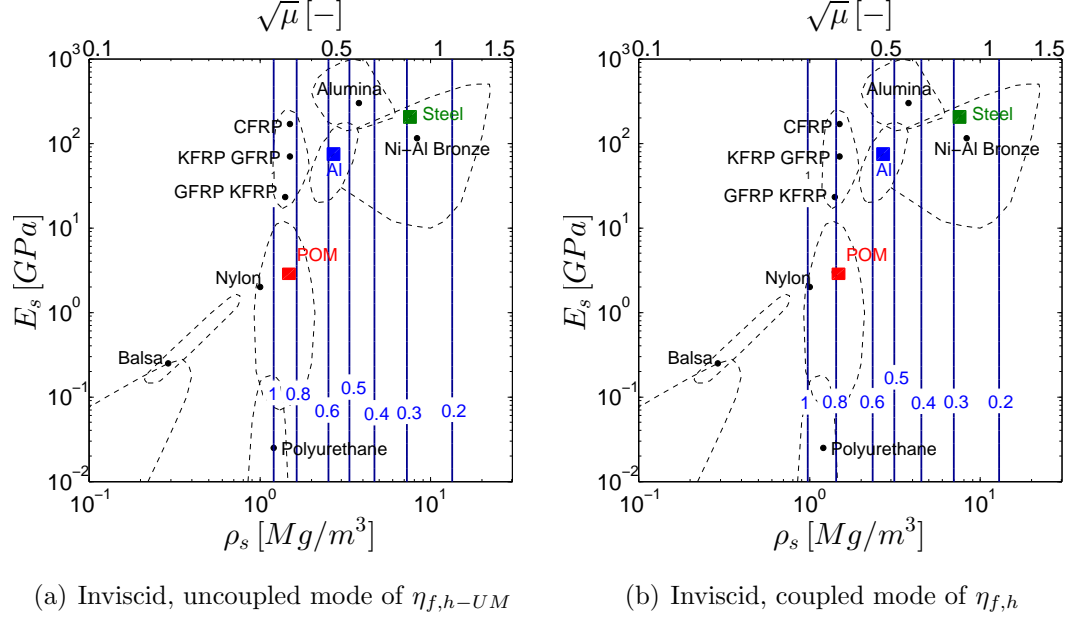 √μ [−]
0.1 0.5 1 1.5
10³
10²
10¹
10⁰
10⁻¹
10⁻²
E_s [GPa]
Alumina
Steel
CFRP
Ni−Al Bronze
KFRP GFRP
Al
GFRP KFRP
POM
Nylon
Balsa
1 0.8 0.6 0.5 0.4 0.3 0.2
Polyurethane
10⁻¹ 10⁰ 10¹
ρ_s [Mg/m³]
(a) Inviscid, uncoupled mode of η_{f,h−UM}
√μ [−]
0.1 0.5 1 1.5
10³
10²
10¹
10⁰
10⁻¹
10⁻²
E_s [GPa]
Alumina
Steel
CFRP
Ni−Al Bronze
KFRP GFRP
Al
GFRP KFRP
POM
Nylon
Balsa
1 0.8 0.6 0.5 0.4 0.3 0.2
Polyurethane
10⁻¹ 10⁰ 10¹
ρ_s [Mg/m³]
(b) Inviscid, coupled mode of η_{f,h}